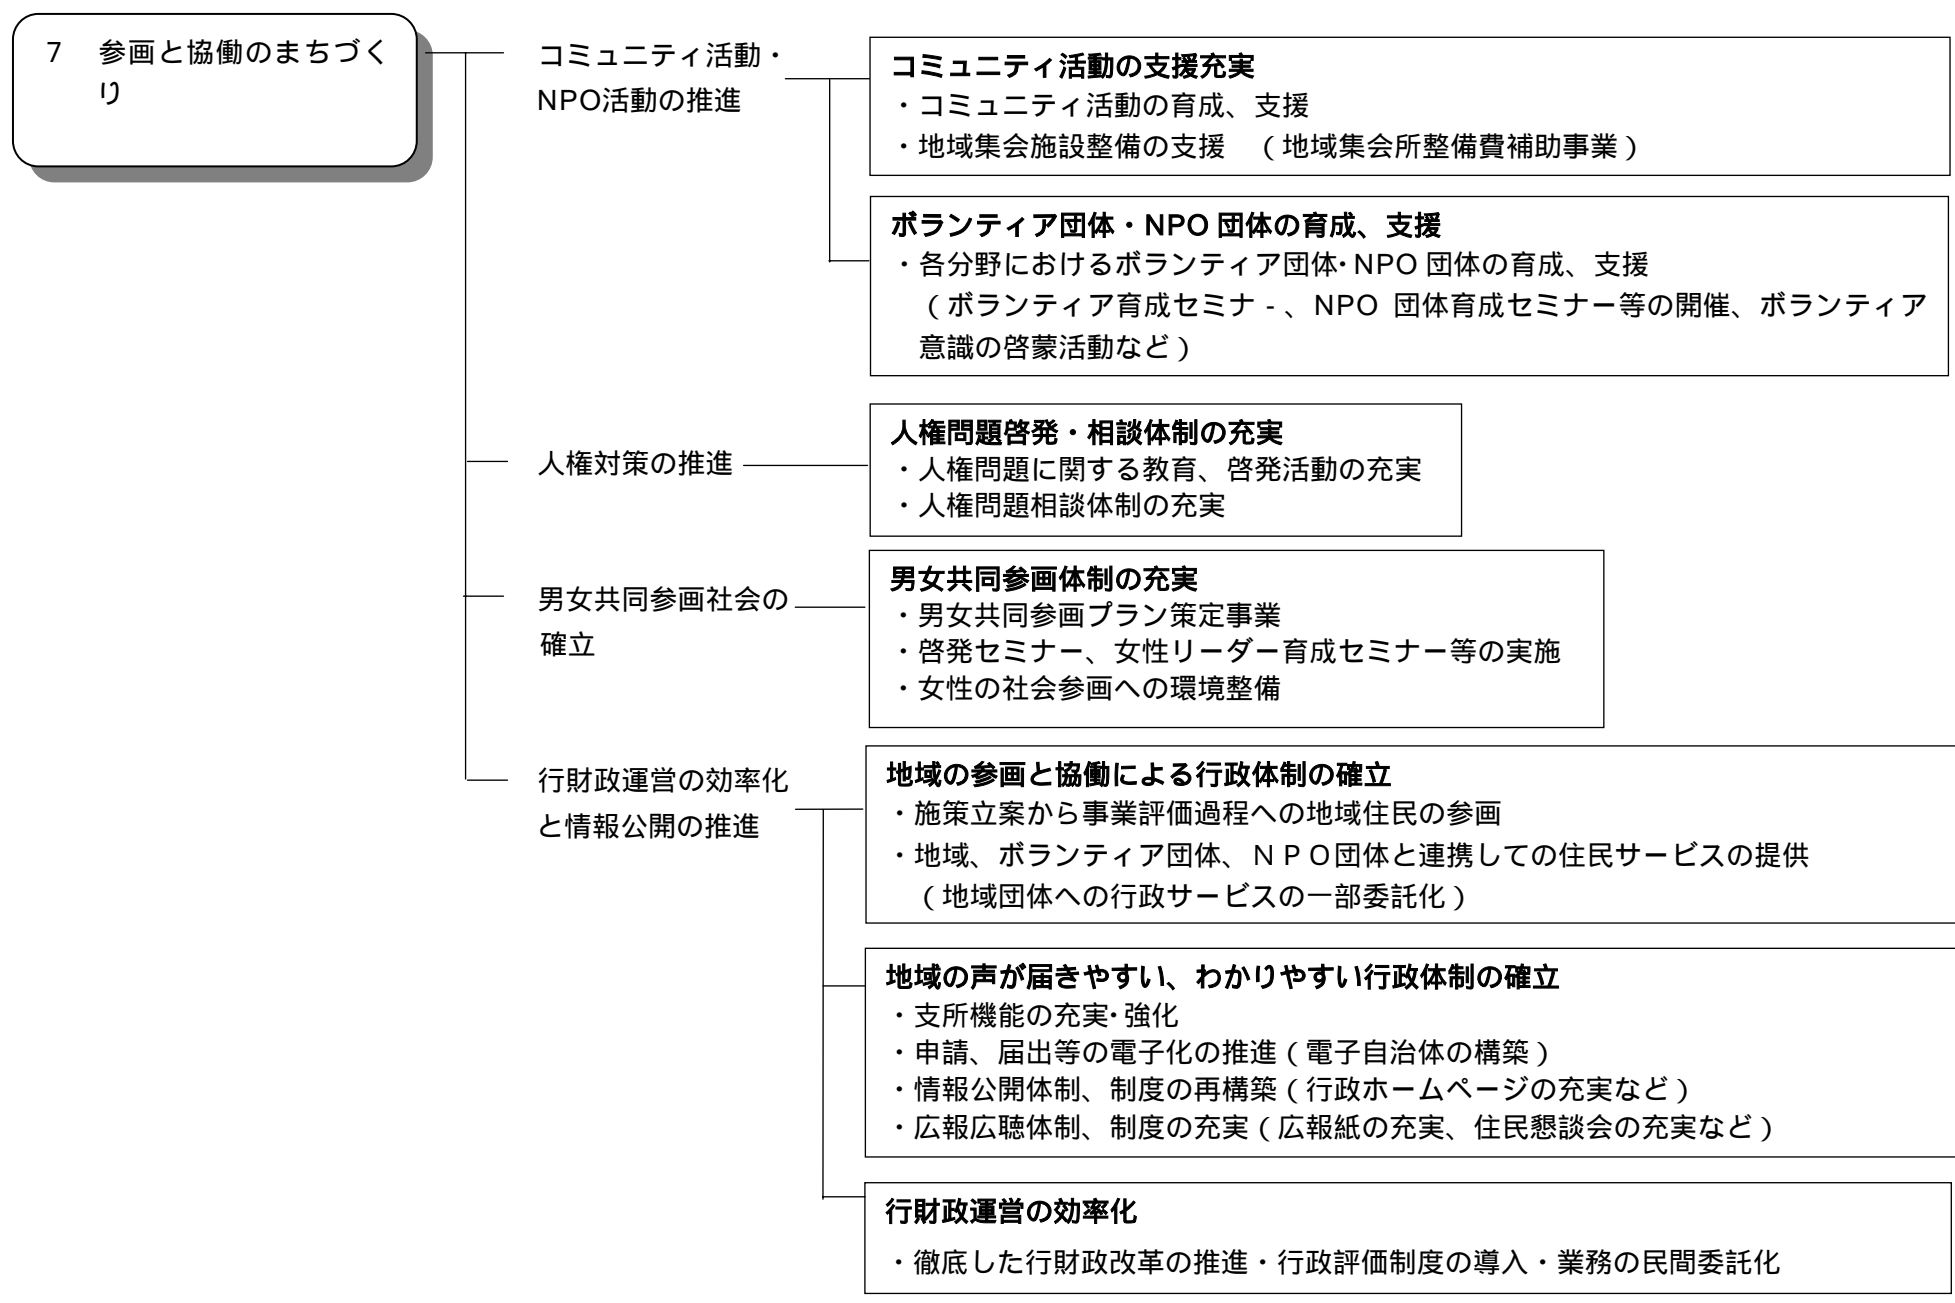 7　参画と協働のまちづく
り
コミュニティ活動・
NPO活動の推進
コミュニティ活動の支援充実
・コミュニティ活動の育成、支援
・地域集会施設整備の支援　（地域集会所整備費補助事業）
ボランティア団体・NPO 団体の育成、支援
・各分野におけるボランティア団体・NPO 団体の育成、支援
（ボランティア育成セミナ‐、NPO 団体育成セミナー等の開催、ボランティア
意識の啓蒙活動など）
人権対策の推進
人権問題啓発・相談体制の充実
・人権問題に関する教育、啓発活動の充実
・人権問題相談体制の充実
男女共同参画社会の
確立
男女共同参画体制の充実
・男女共同参画プラン策定事業
・啓発セミナー、女性リーダー育成セミナー等の実施
・女性の社会参画への環境整備
行財政運営の効率化
と情報公開の推進
地域の参画と協働による行政体制の確立
・施策立案から事業評価過程への地域住民の参画
・地域、ボランティア団体、ＮＰＯ団体と連携しての住民サービスの提供
（地域団体への行政サービスの一部委託化）
地域の声が届きやすい、わかりやすい行政体制の確立
・支所機能の充実・強化
・申請、届出等の電子化の推進（電子自治体の構築）
・情報公開体制、制度の再構築（行政ホームページの充実など）
・広報広聴体制、制度の充実（広報紙の充実、住民懇談会の充実など）
行財政運営の効率化
・徹底した行財政改革の推進・行政評価制度の導入・業務の民間委託化